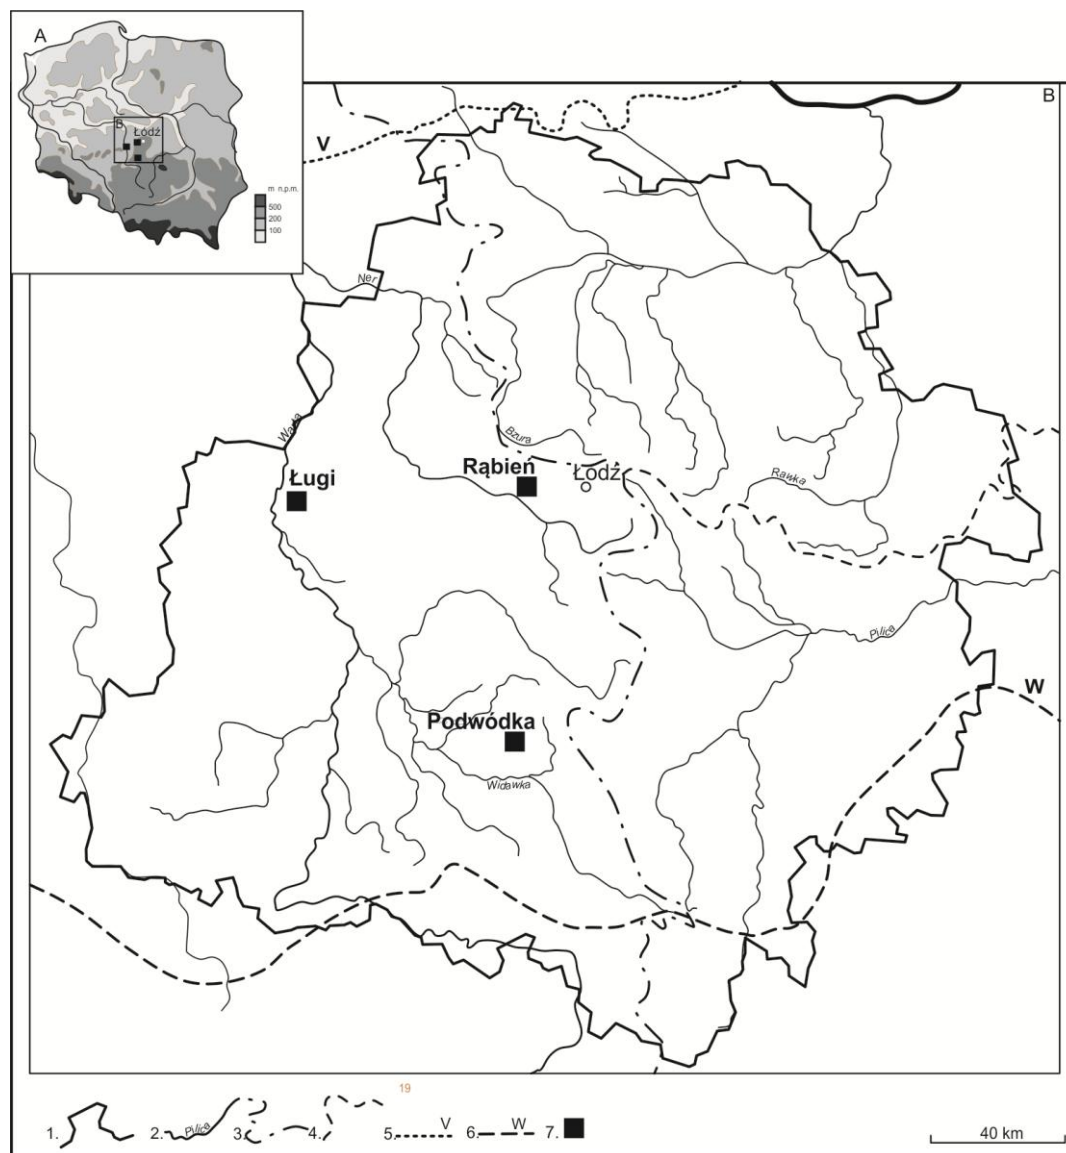 A
B
Łódź
m n.p.m.
500
200
100
B
V
Ner
Warta
Bzura
Rąbień
Łódź
Ługi
Rawka
Pilica
W
Podwódka
Widawka
19
1. 2. Pilica 3. 4. 5. V 6. W 7.
40 km